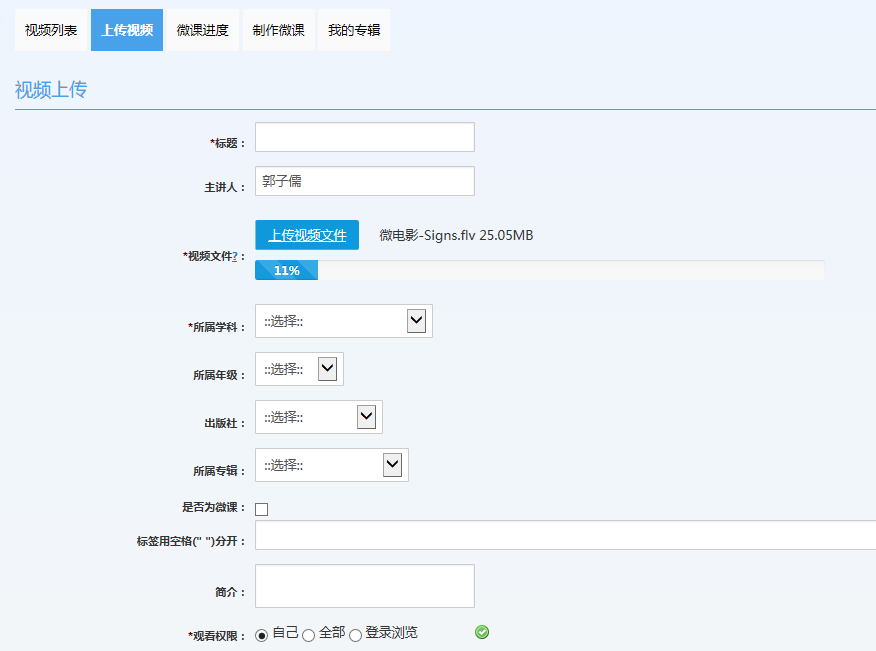 视频列表 上传视频 微课进度 制作微课 我的专辑
视频上传
*标题：
主讲人： 郭子儒
上传视频文件 微电影-Signs.flv 25.05MB
*视频文件?：
11%
*所属学科： ::选择::
所属年级： ::选择::
出版社： ::选择::
所属专辑： ::选择::
是否为微课：
标签用空格(" ")分开：
简介：
*观看权限： 自己 全部 登录浏览